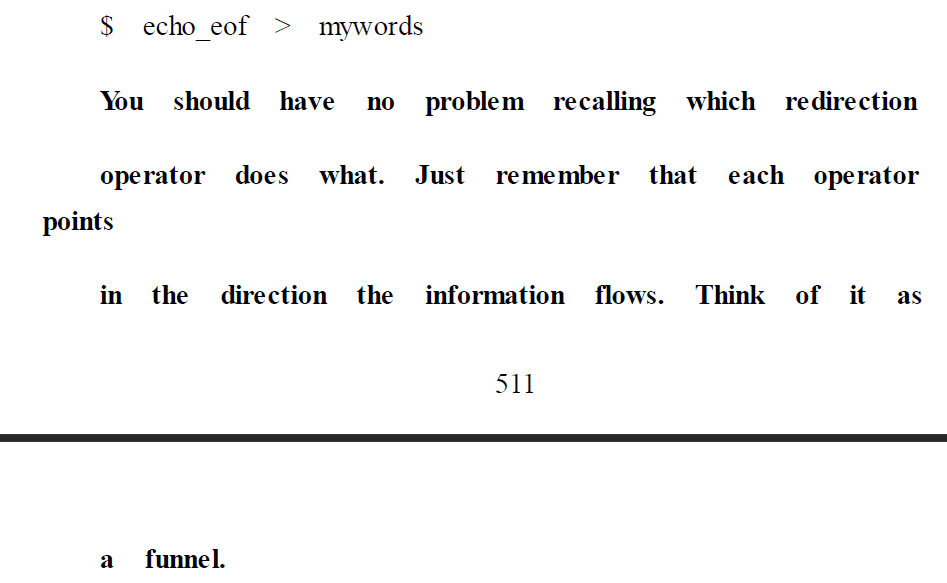 $ echo_eof > mywords
You should have no problem recalling which redirection
operator does what. Just remember that each operator
points
in the direction the information flows. Think of it as
511
a funnel.